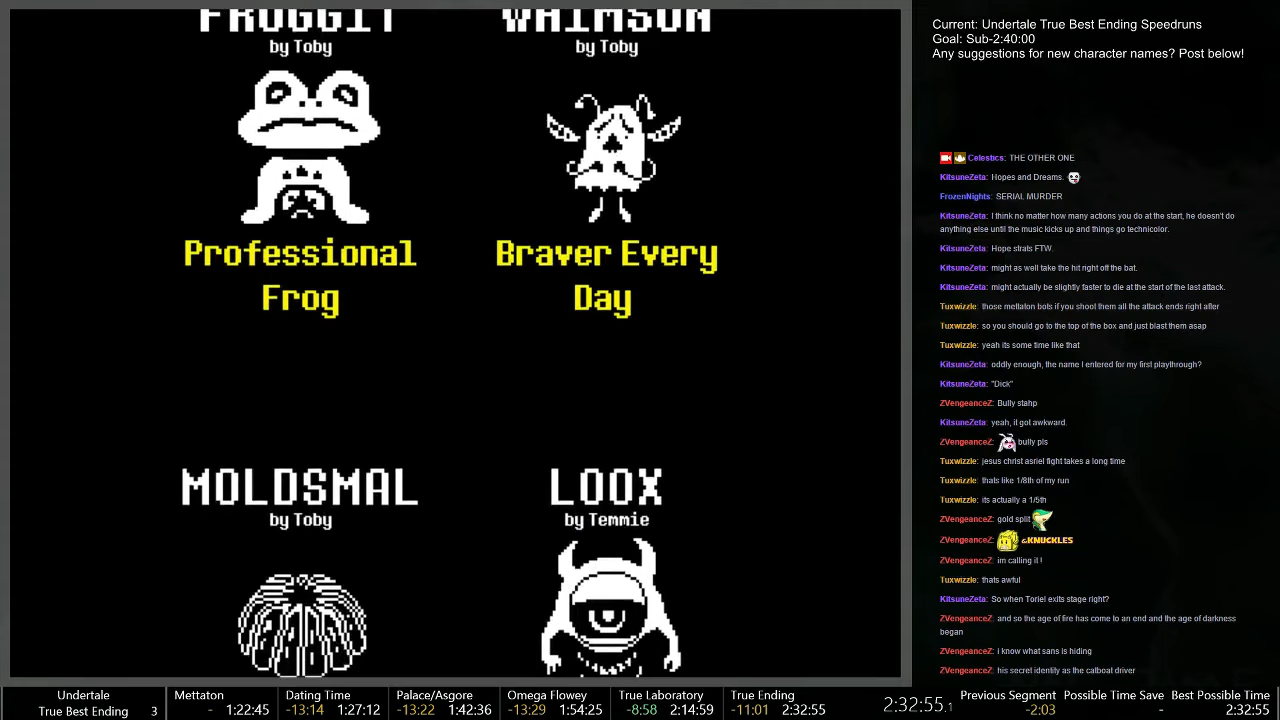 FROGGIT
by Toby
WHIMSUN
by Toby
Professional
Frog
Braver Every
Day
MOLDSMAL
by Toby
LOOX
by Temmie
Current: Undertale True Best Ending Speedruns
Goal: Sub-2:40:00
Any suggestions for new character names? Post below!
Celestics: THE OTHER ONE
KitsuneZeta: Hopes and Dreams.
FrozenNights: SERIAL MURDER
KitsuneZeta: I think no matter how many actions you do at the start, he doesn't do
anything else until the music kicks up and things go technicolor.
KitsuneZeta: Hope strats FTW.
KitsuneZeta: might as well take the hit right off the bat.
KitsuneZeta: might actually be slightly faster to die at the start of the last attack.
Tuxwizzle: those mettaton bots if you shoot them all the attack ends right after
Tuxwizzle: so you should go to the top of the box and just blast them asap
Tuxwizzle: yeah its some time like that
KitsuneZeta: oddly enough, the name I entered for my first playthrough?
KitsuneZeta: "Dick"
ZVengeanceZ: Bully stahp
KitsuneZeta: yeah, it got awkward.
ZVengeanceZ: bully pls
Tuxwizzle: jesus christ asriel fight takes a long time
Tuxwizzle: thats like 1/8th of my run
Tuxwizzle: its actually a 1/5th
ZVengeanceZ: gold split
ZVengeanceZ: & KNUCKLES
ZVengeanceZ: im calling it !
Tuxwizzle: thats awful
KitsuneZeta: So when Toriel exits stage right?
ZVengeanceZ: and so the age of fire has come to an end and the age of darkness
began
ZVengeanceZ: i know what sans is hiding
ZVengeanceZ: his secret identity as the catboat driver
Undertale
True Best Ending 3
Mettaton
- 1:22:45
Dating Time
-13:14 1:27:12
Palace/Asgore
-13:22 1:42:36
Omega Flowey
-13:29 1:54:25
True Laboratory
-8:58 2:14:59
True Ending
-11:01 2:32:55
2:32:55.1
Previous Segment
-2:03
Possible Time Save
-
Best Possible Time
2:32:55